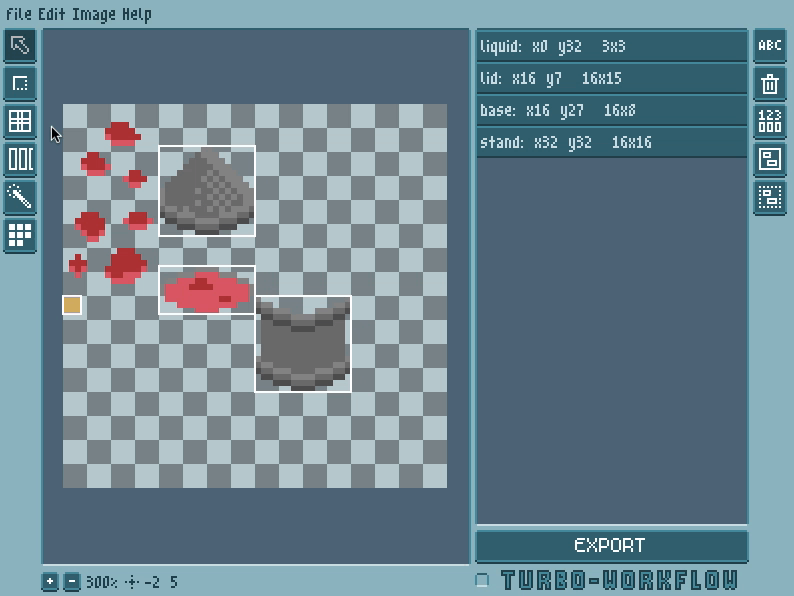 file Edit Image Help
liquid: x0 y32 3x3
lid: x16 y7 16x15
base: x16 y27 16x8
stand: x32 y32 16x16
ABC
123
EXPORT
300% -2 5
TURBO-WORKFLOW